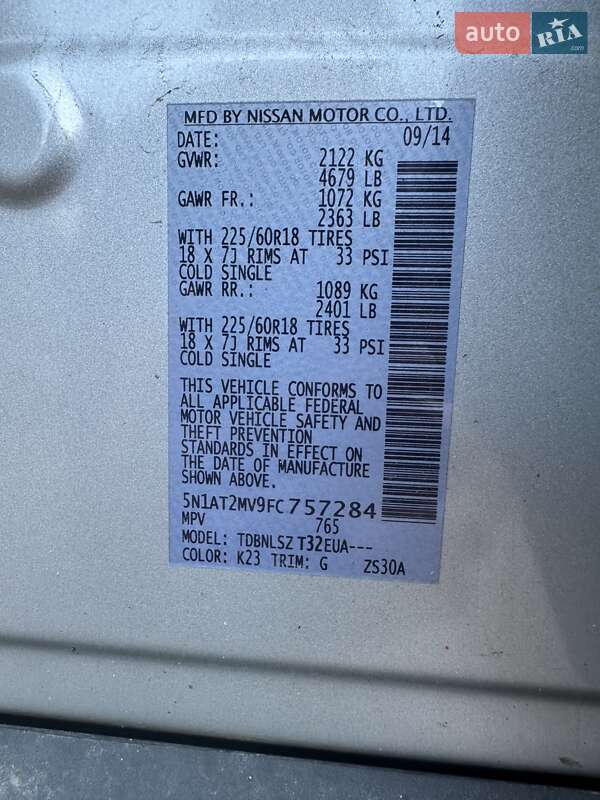 auto RIA.com
MFD BY NISSAN MOTOR CO., LTD.
DATE: 09/14
GVWR: 2122 KG
4679 LB
GAWR FR.: 1072 KG
2363 LB
WITH 225/60R18 TIRES
18 X 7J RIMS AT 33 PSI
COLD SINGLE
GAWR RR.: 1089 KG
2401 LB
WITH 225/60R18 TIRES
18 X 7J RIMS AT 33 PSI
COLD SINGLE
THIS VEHICLE CONFORMS TO
ALL APPLICABLE FEDERAL
MOTOR VEHICLE SAFETY AND
THEFT PREVENTION
STANDARDS IN EFFECT ON
THE DATE OF MANUFACTURE
SHOWN ABOVE.
5N1AT2MV9FC757284
MPV 765
MODEL: TDBNLSZ T32EUA---
COLOR: K23 TRIM: G ZS30A